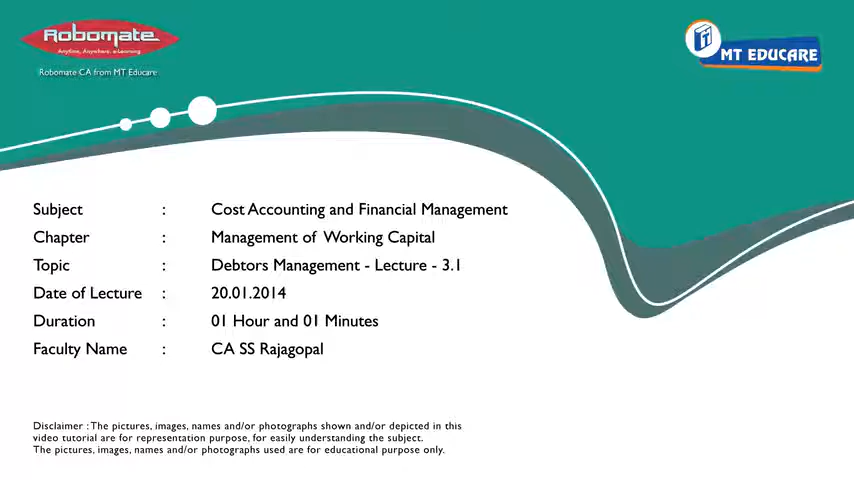 Robomate
Anytime, Anywhere, e-Learning
Robomate CA from MT Educare
MT EDUCARE
Subject : Cost Accounting and Financial Management
Chapter : Management of Working Capital
Topic : Debtors Management - Lecture - 3.1
Date of Lecture : 20.01.2014
Duration : 01 Hour and 01 Minutes
Faculty Name : CA SS Rajagopal
Disclaimer : The pictures, images, names and/or photographs shown and/or depicted in this
video tutorial are for representation purpose, for easily understanding the subject.
The pictures, images, names and/or photographs used are for educational purpose only.